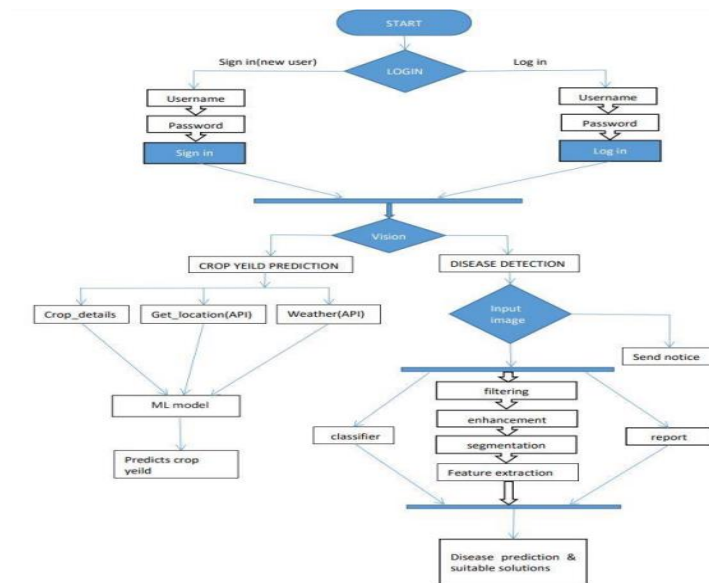 START
LOGIN
Sign in(new user)
Log in
Username
Password
Sign in
Username
Password
Log in
Vision
CROP YEILD PREDICTION
DISEASE DETECTION
Crop_details
Get_location(API)
Weather(API)
ML model
Predicts crop
yeild
Input
image
Send notice
filtering
enhancement
segmentation
Feature extraction
classifier
report
Disease prediction &
suitable solutions